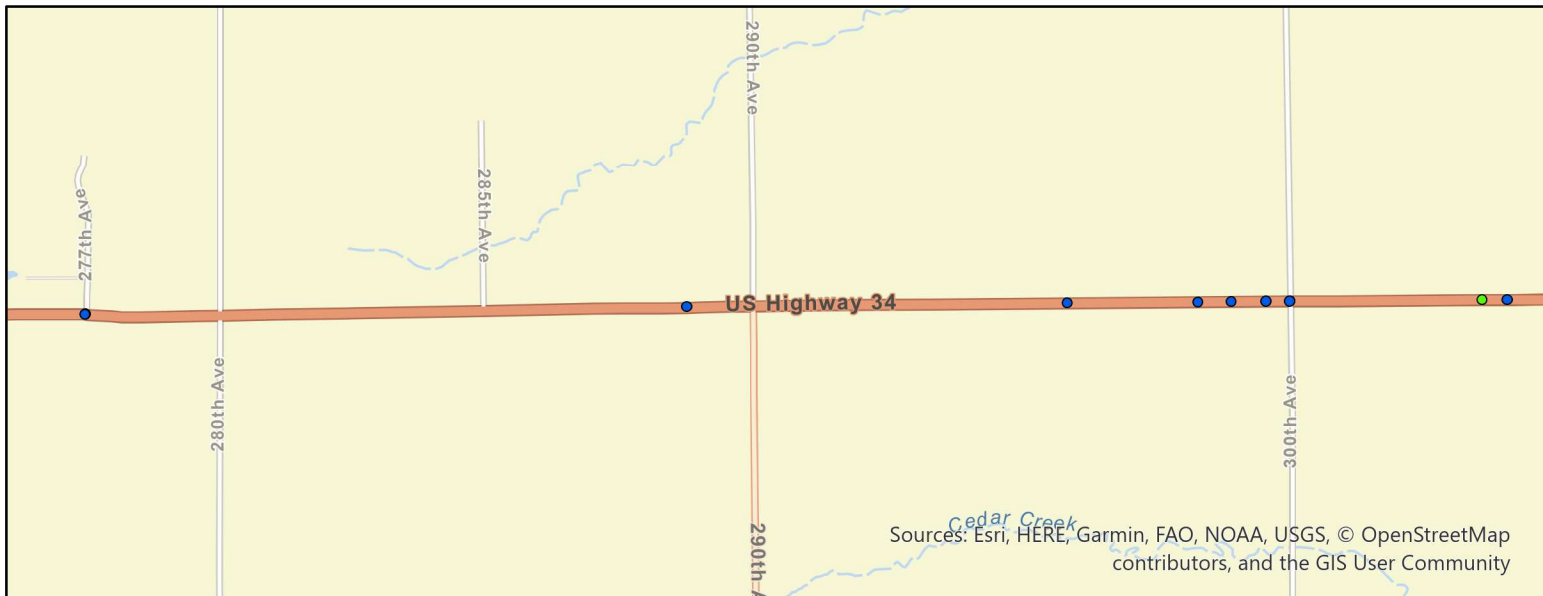 290th Ave
277th Ave
285th Ave
US Highway 34
280th Ave
300th Ave
Cedar Creek
290th A
Sources: Esri, HERE, Garmin, FAO, NOAA, USGS, © OpenStreetMap
contributors, and the GIS User Community